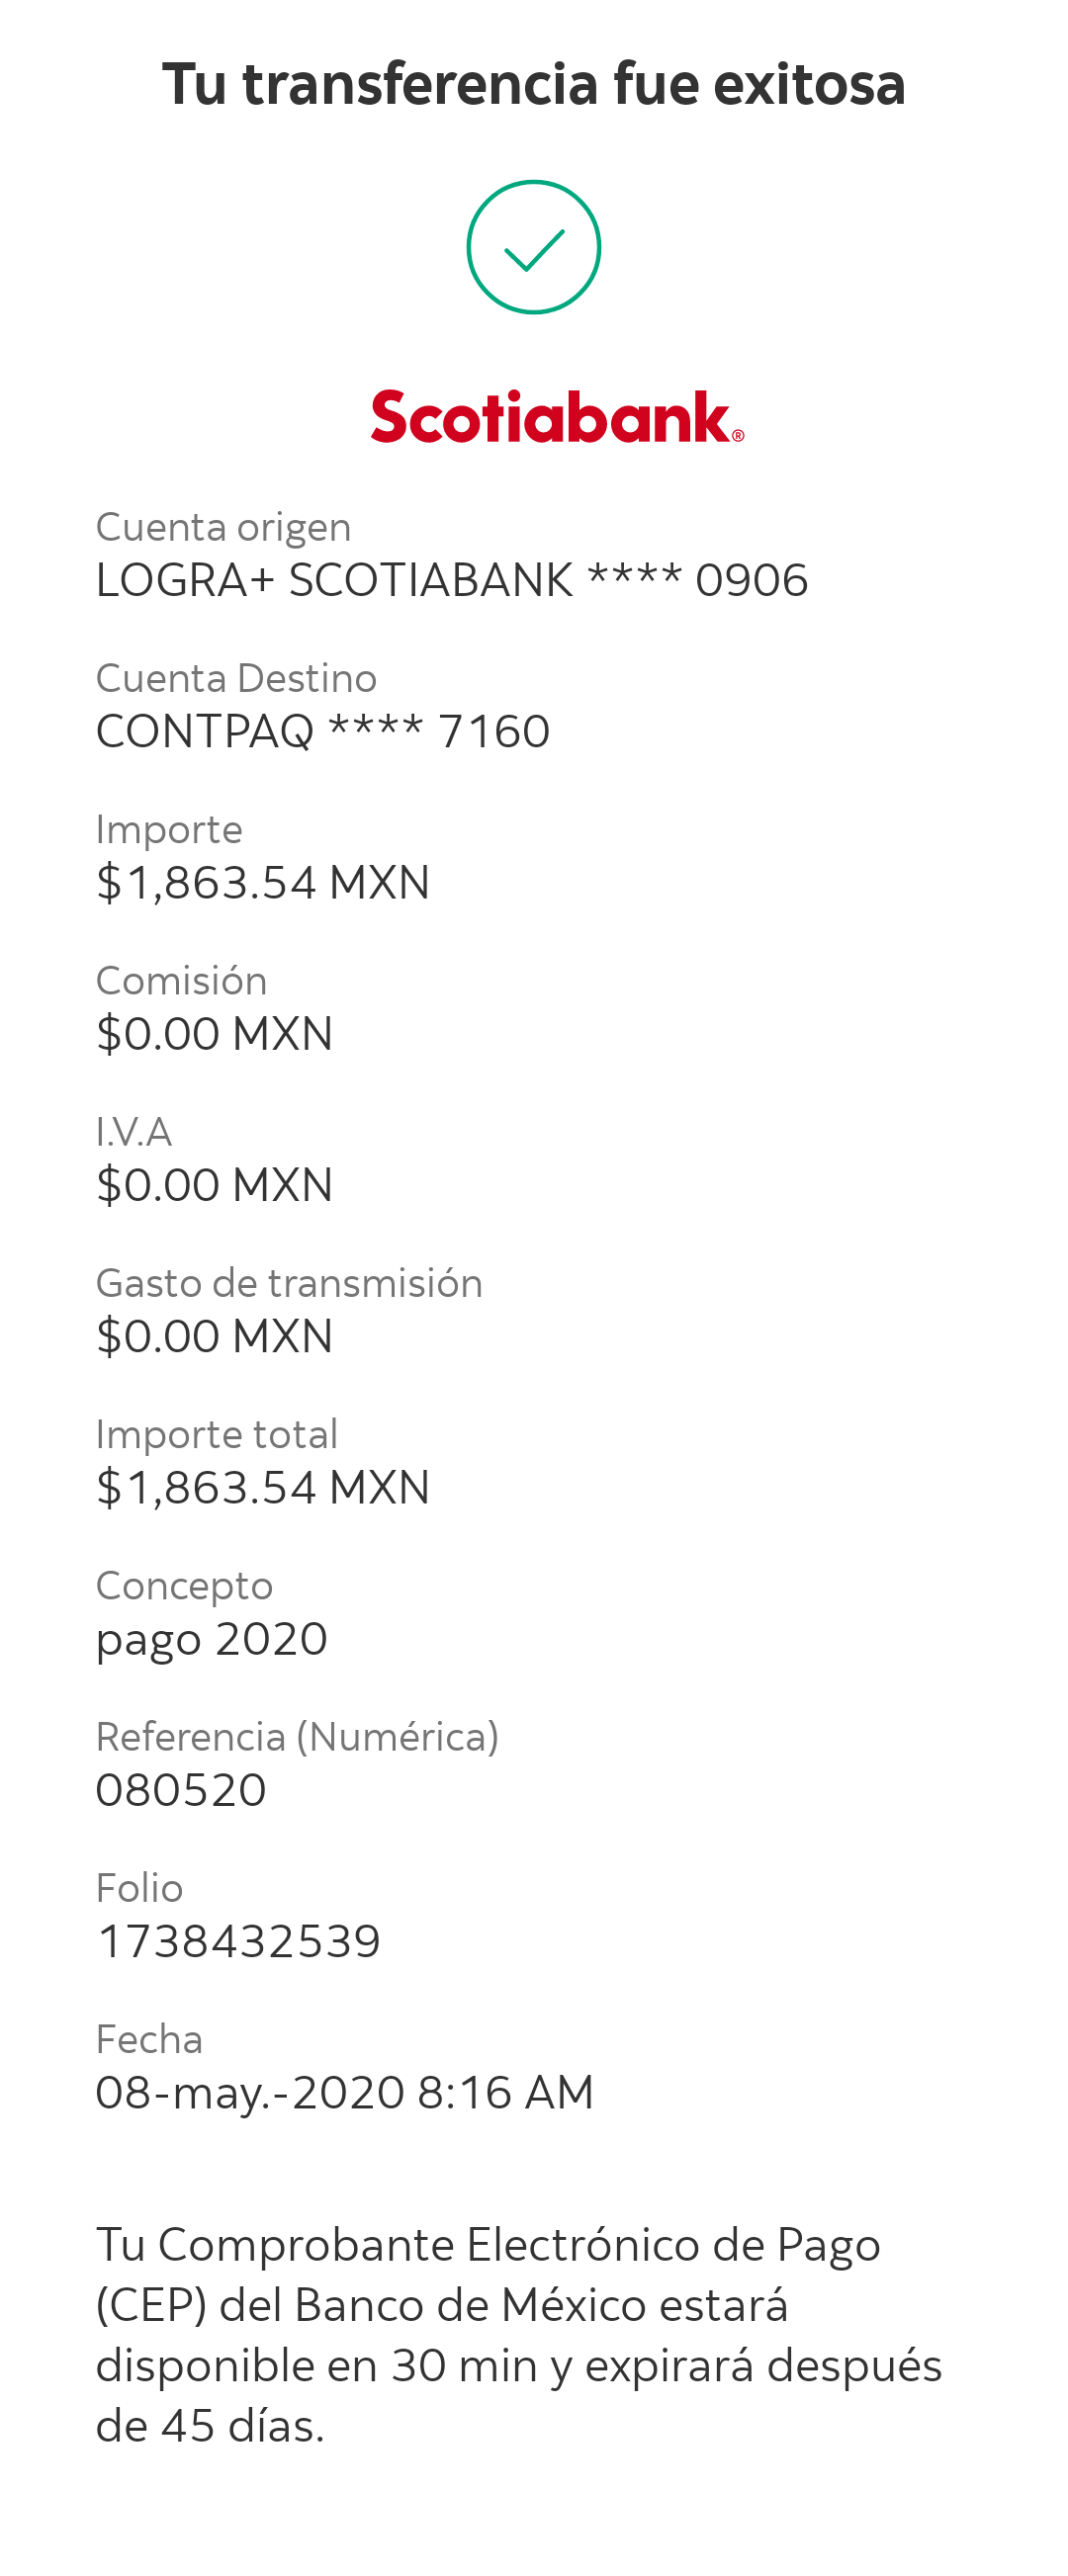 Tu transferencia fue exitosa
Scotiabank®
Cuenta origen
LOGRA+ SCOTIABANK **** 0906
Cuenta Destino
CONTPAQ **** 7160
Importe
$1,863.54 MXN
Comisión
$0.00 MXN
I.V.A
$0.00 MXN
Gasto de transmisión
$0.00 MXN
Importe total
$1,863.54 MXN
Concepto
pago 2020
Referencia (Numérica)
080520
Folio
1738432539
Fecha
08-may.-2020 8:16 AM
Tu Comprobante Electrónico de Pago
(CEP) del Banco de México estará
disponible en 30 min y expirará después
de 45 días.